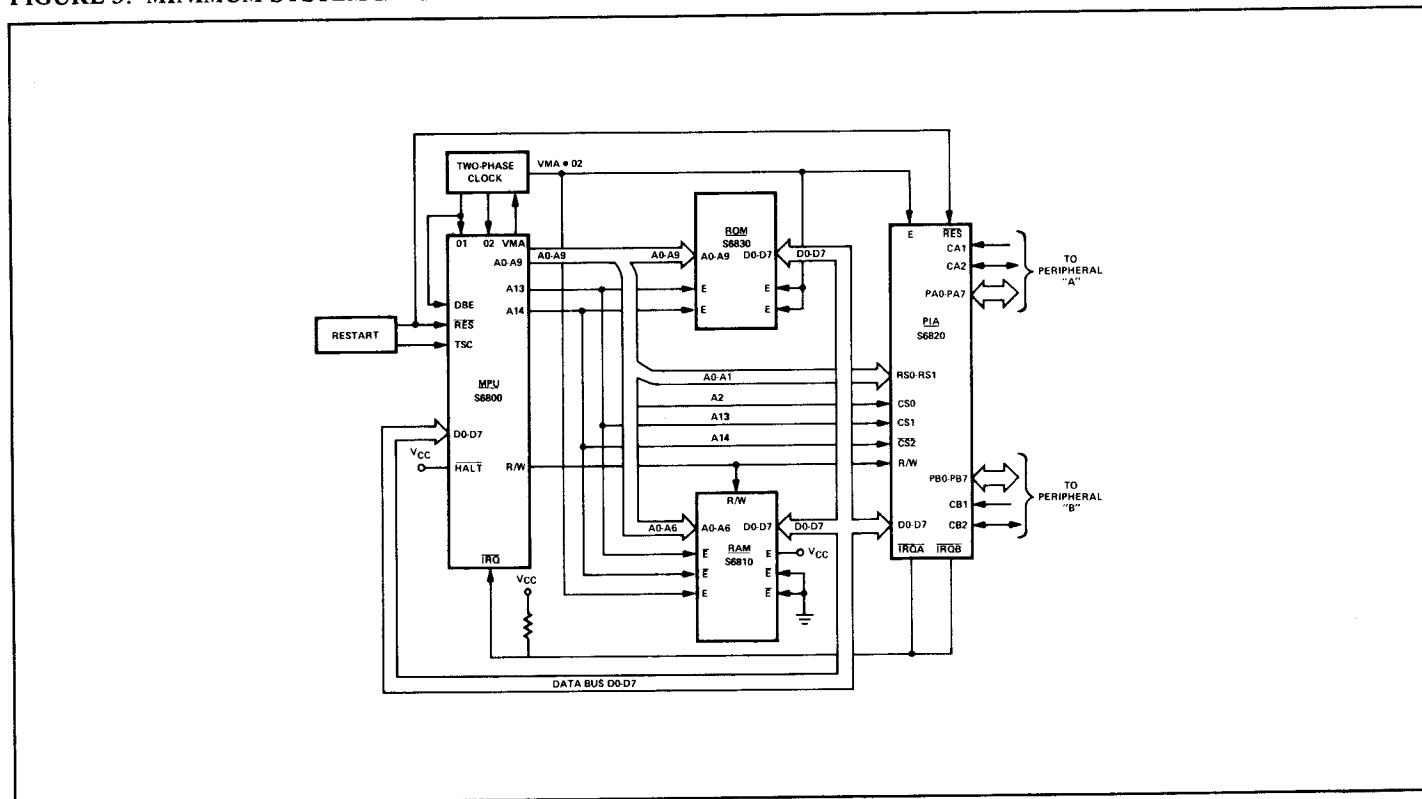 TWO-PHASE
CLOCK
VMA • 02
01 02 VMA
A0-A9
A0-A9
A0-A9
ROM
S6830
A0-A9 D0-D7
D0-D7
E RES
CA1
CA2
TO
PERIPHERAL
"A"
A13
E
E
DBE
A14
E
E
PA0-PA7
RESTART
RES
TSC
PIA
S6820
MPU
S6800
A0-A1
RS0-RS1
A2
CS0
A13
CS1
D0-D7
A14
CS2
VCC
HALT
R/W
R/W
PB0-PB7
TO
PERIPHERAL
"B"
R/W
CB1
A0-A6
A0-A6 D0-D7
D0-D7
D0-D7
CB2
RAM
S6810
IRQA IRQB
E
E
VCC
IRQ
E
E
VCC
E
E
DATA BUS D0-D7